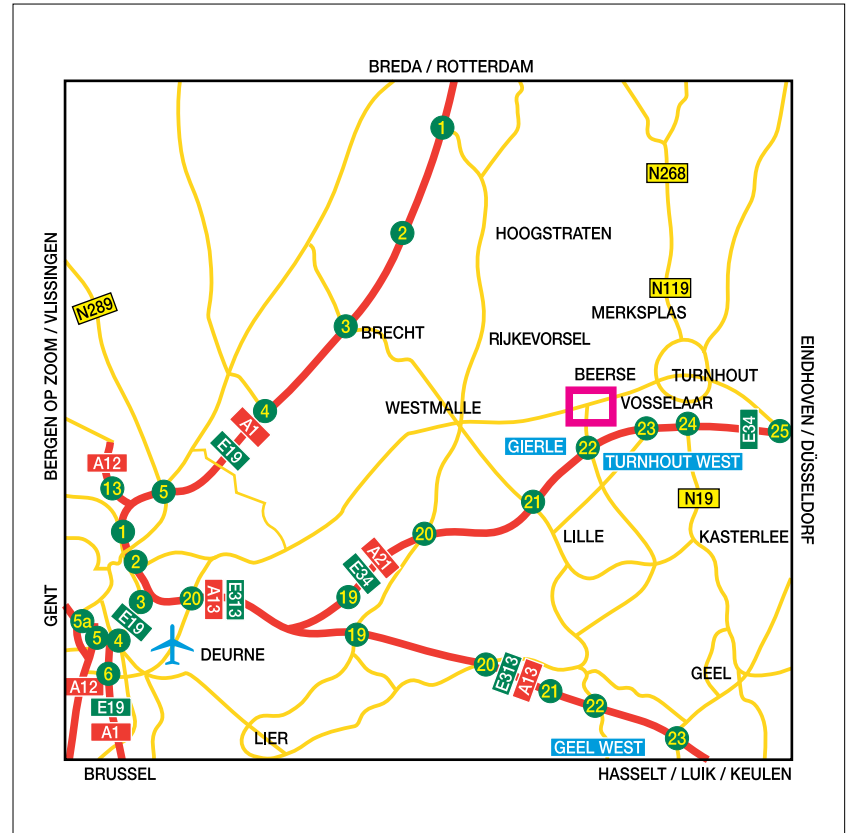 BREDA / ROTTERDAM
1
N268
2
HOOGSTRATEN
BERGEN OP ZOOM / VLISSINGEN
N289
N119
MERKSPLAS
3
BRECHT
RIJKEVORSEL
EINDHOVEN / DÜSSELDORF
BEERSE
TURNHOUT
4
WESTMALLE
VOSSELAAR
A1
E19
GIERLE
22
23
24
E34
25
TURNHOUT WEST
A12
13
5
N19
21
1
20
LILLE
KASTERLEE
2
A21
E34
GENT
3
20
A13
E313
19
5a
5
4
E19
DEURNE
19
6
20
E313
A13
21
GEEL
A12
E19
22
A1
LIER
GEEL WEST
23
BRUSSEL
HASSELT / LUIK / KEULEN